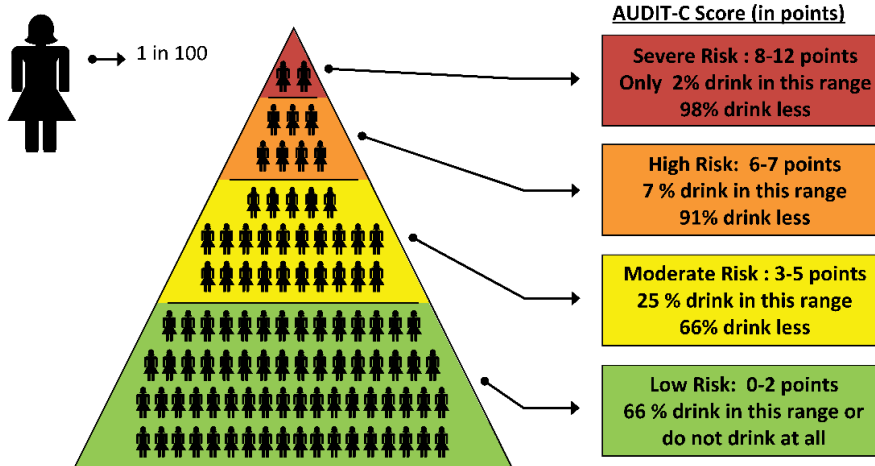 AUDIT-C Score (in points)
1 in 100
Severe Risk : 8-12 points
Only 2% drink in this range
98% drink less
High Risk: 6-7 points
7 % drink in this range
91% drink less
Moderate Risk : 3-5 points
25 % drink in this range
66% drink less
Low Risk: 0-2 points
66 % drink in this range or
do not drink at all